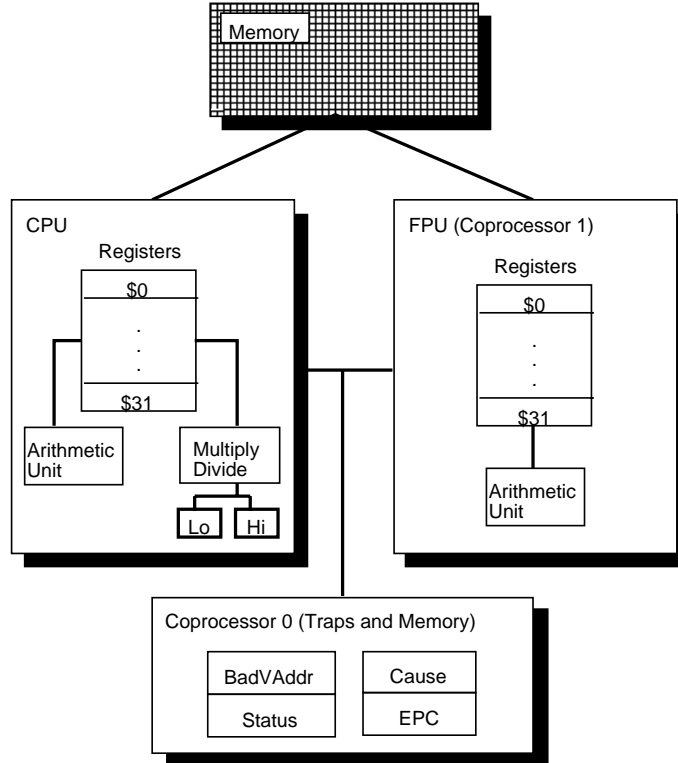 Memory
CPU
Registers
$0
.
.
.
$31
Arithmetic
Unit
Multiply
Divide
Lo
Hi
FPU (Coprocessor 1)
Registers
$0
.
.
.
$31
Arithmetic
Unit
Coprocessor 0 (Traps and Memory)
BadVAddr
Status
Cause
EPC